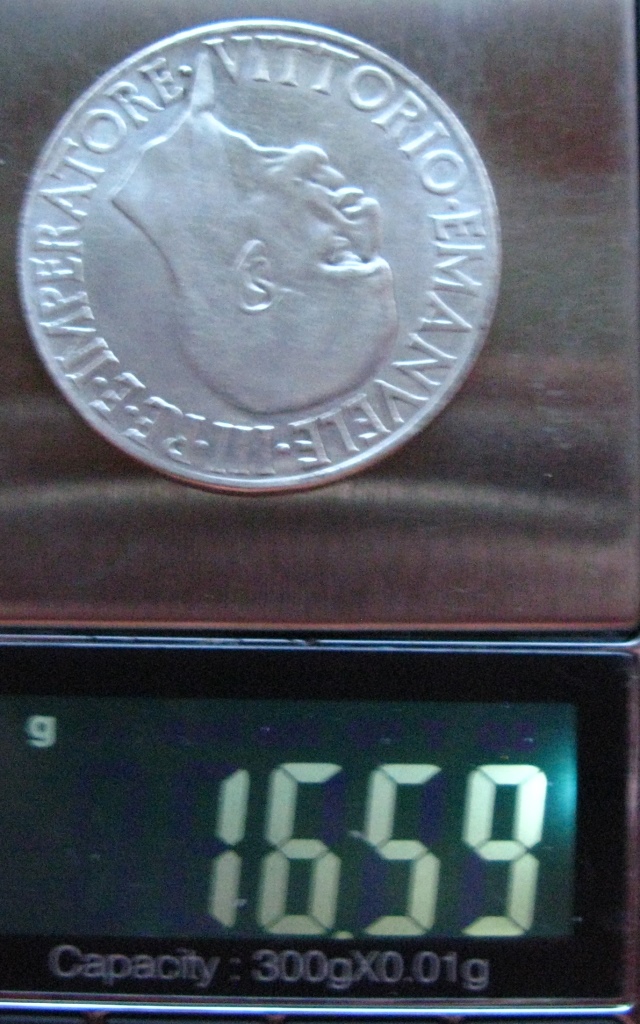 VITTORIO·EMANVELE·III·RE·E·IMPERATORE·
g
16.59
Capacity : 300gX0.01g